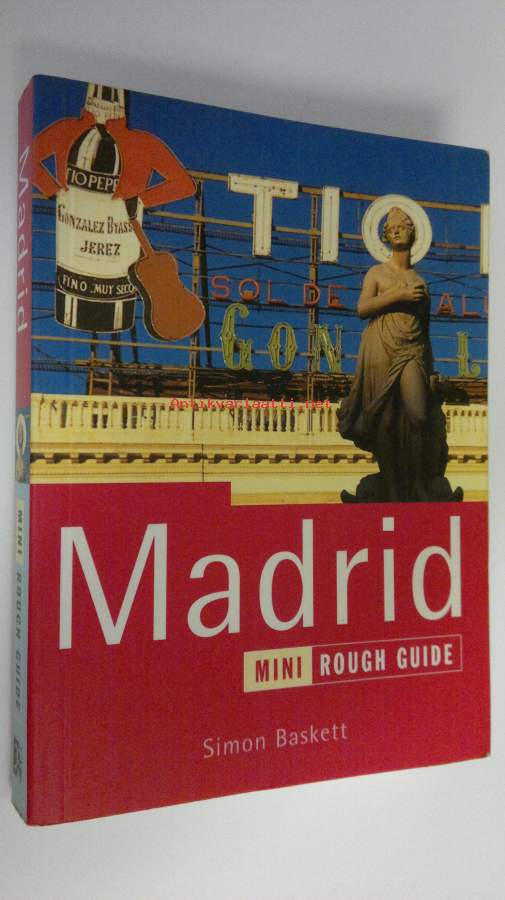 TIO PEPE
GONZALEZ BYASS
JEREZ
FINO MUY SECO
TIO
SOL DE
GON
Antikvariaatti.net
Madrid
MINI ROUGH GUIDE
Simon Baskett
Madrid
MINI ROUGH GUIDE